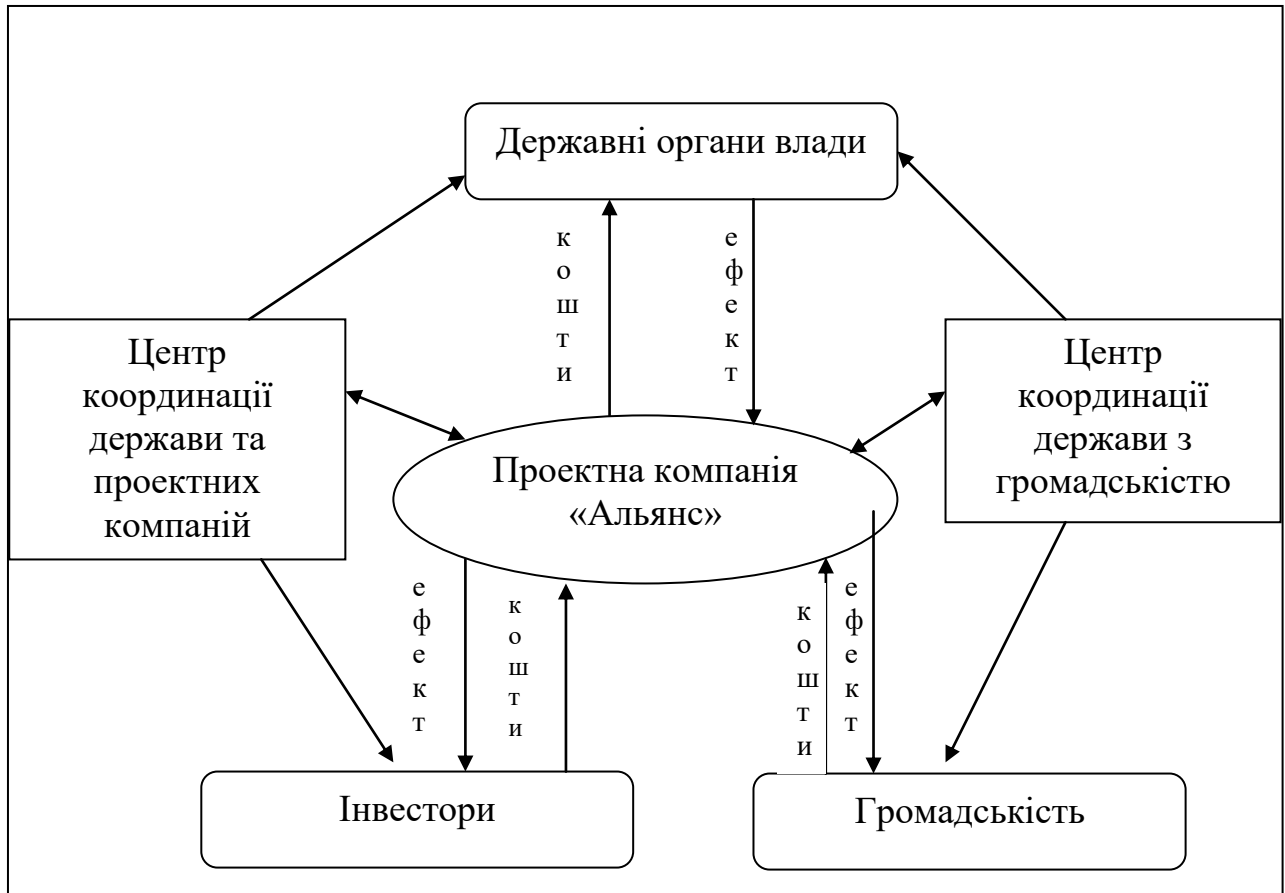 Державні органи влади
кошти
ефект
Центр
координації
держави та
проектних
компаній
Проектна компанія
«Альянс»
Центр
координації
держави з
громадськістю
ефект
кошти
кошти
ефект
Інвестори
Громадськість